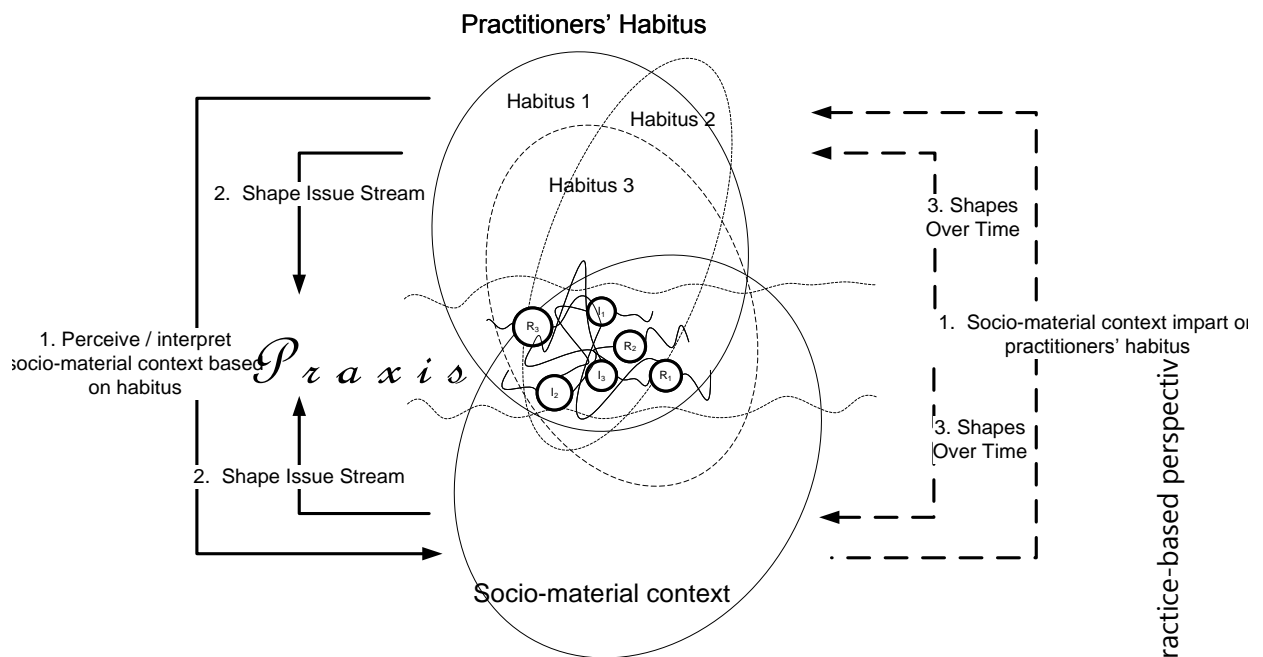 Practitioners’ Habitus
Habitus 1
Habitus 2
Habitus 3
2. Shape Issue Stream
3. Shapes
Over Time
R₃
I₁
R₂
I₃
R₁
I₂
1. Perceive / interpret
socio-material context based
on habitus
Praxis
1. Socio-material context impart on
practitioners’ habitus
3. Shapes
Over Time
2. Shape Issue Stream
Socio-material context
ractice-based perspectiv